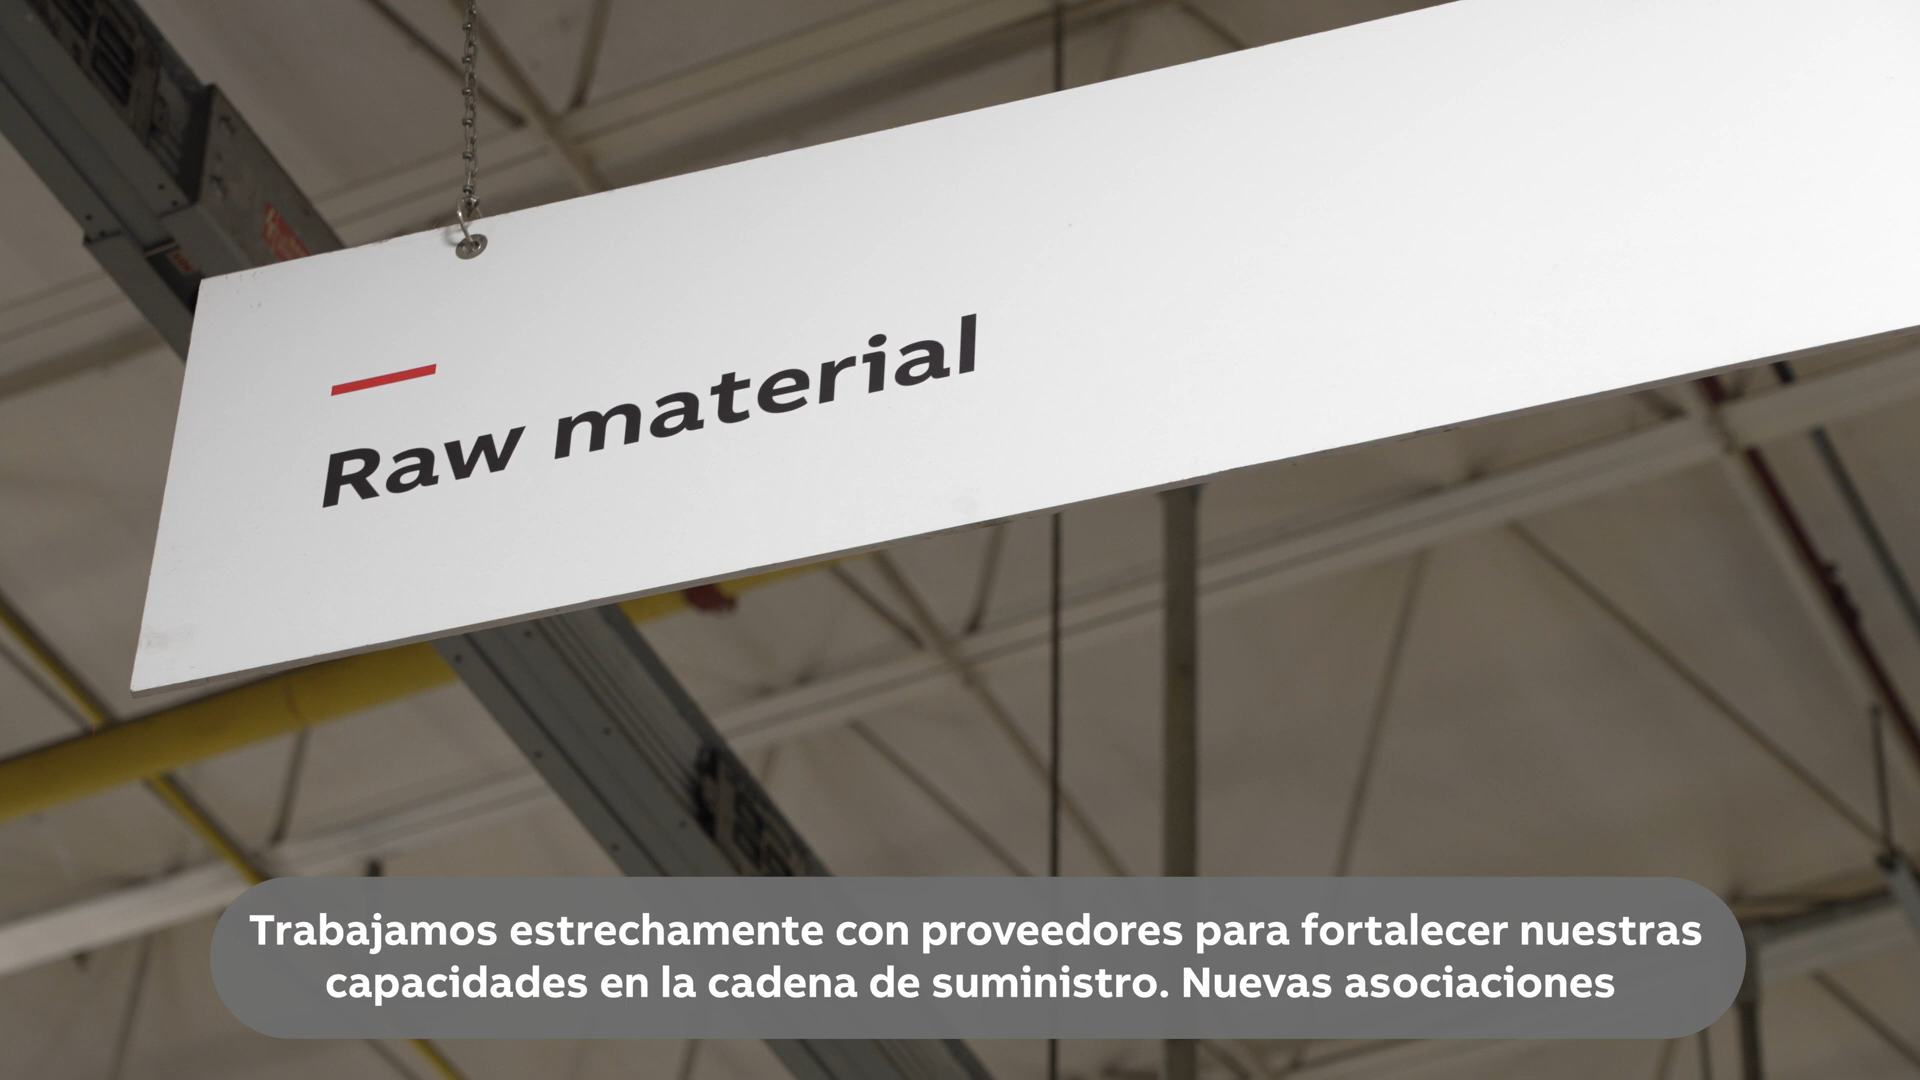 Raw material
Trabajamos estrechamente con proveedores para fortalecer nuestras
capacidades en la cadena de suministro. Nuevas asociaciones